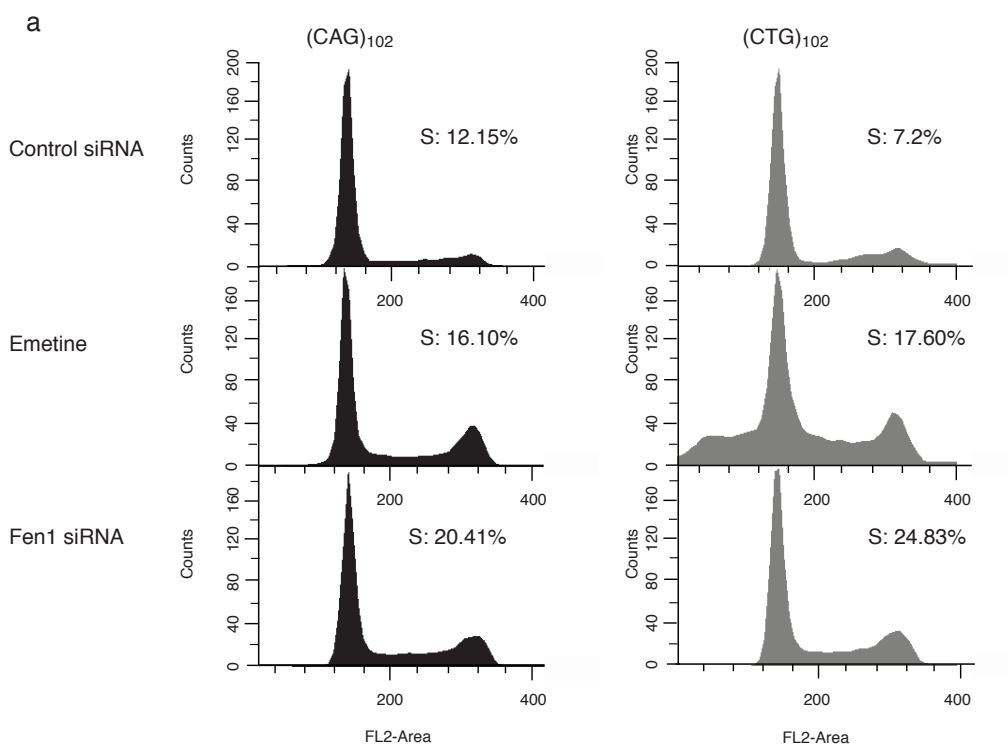 a
(CAG)102
(CTG)102
Control siRNA
Counts
200
160
120
80
40
0
S: 12.15%
200
400
Counts
200
160
120
80
40
0
S: 7.2%
200
400
Emetine
Counts
160
120
80
40
0
S: 16.10%
200
400
Counts
160
120
80
40
0
S: 17.60%
200
400
Fen1 siRNA
Counts
160
120
80
40
0
S: 20.41%
200
400
FL2-Area
Counts
160
120
80
40
0
S: 24.83%
200
400
FL2-Area